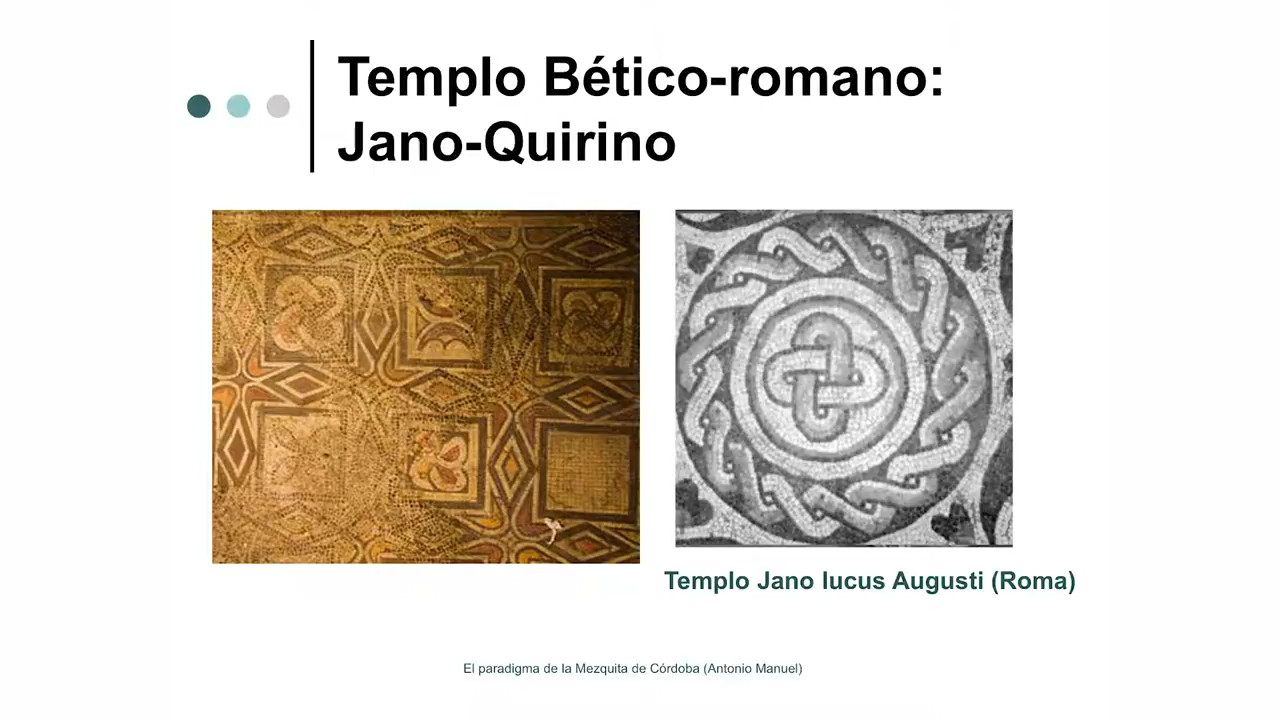 Templo Bético-romano:
Jano-Quirino
Templo Jano lucus Augusti (Roma)
El paradigma de la Mezquita de Córdoba (Antonio Manuel)